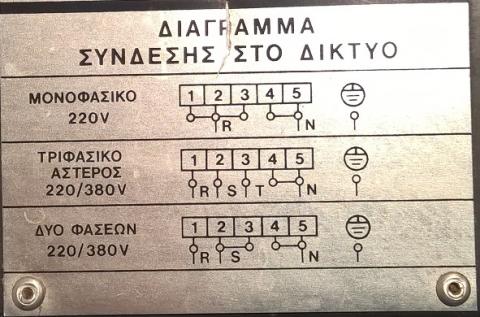 ΔΙΑΓΡΑΜΜΑ
ΣΥΝΔΕΣΗΣ ΣΤΟ ΔΙΚΤΥΟ
ΜΟΝΟΦΑΣΙΚΟ
220V
1 2 3 4 5
R N
ΤΡΙΦΑΣΙΚΟ
ΑΣΤΕΡΟΣ
220/380V
1 2 3 4 5
R S T N
ΔΥΟ ΦΑΣΕΩΝ
220/380V
1 2 3 4 5
R S N